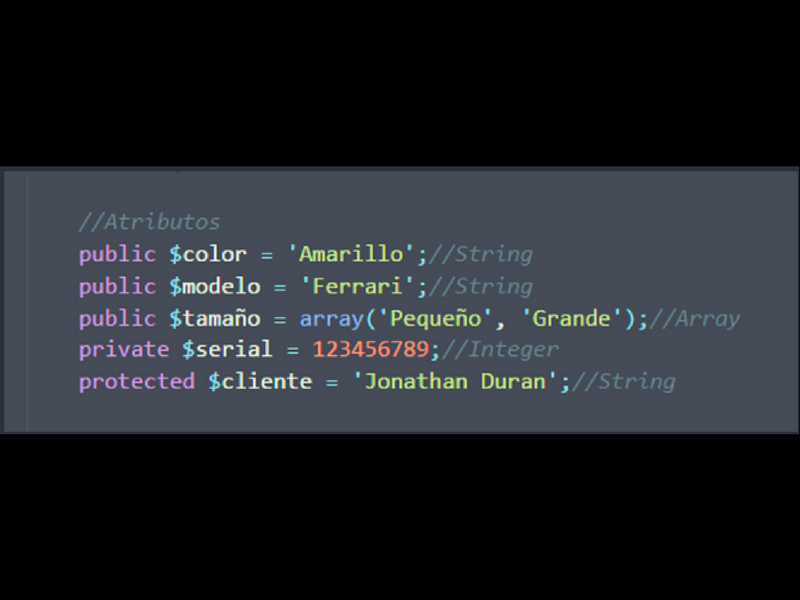 //Atributos
public $color = 'Amarillo';//String
public $modelo = 'Ferrari';//String
public $tamaño = array('Pequeño', 'Grande');//Array
private $serial = 123456789;//Integer
protected $cliente = 'Jonathan Duran';//String